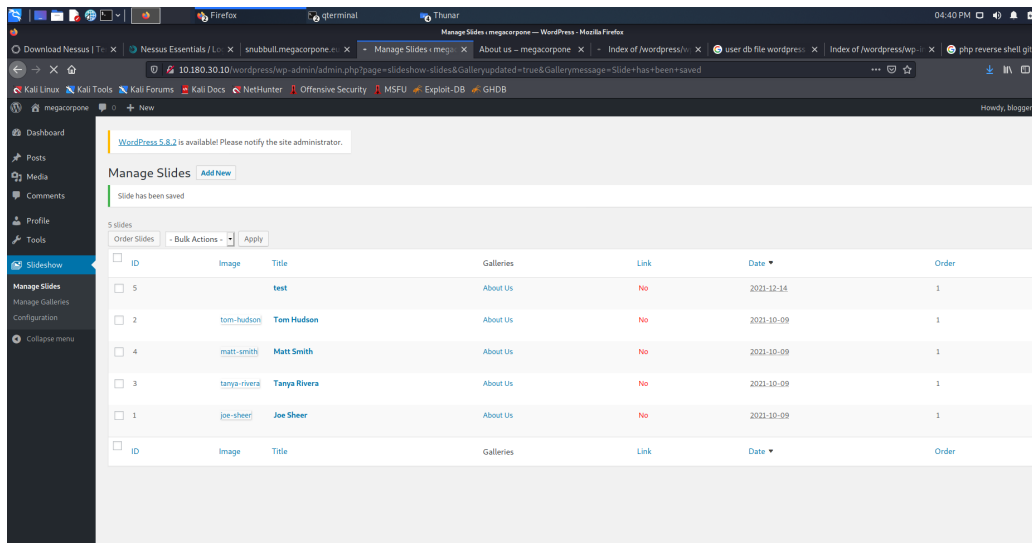 Firefox
qterminal
Thunar
04:40 PM
Manage Slides ‹ megacorpone — WordPress - Mozilla Firefox
Download Nessus | Te
Nessus Essentials / Lo
snubbull.megacorpone.eu
Manage Slides ‹ mega
About us – megacorpone
Index of /wordpress/w
user db file wordpress
Index of /wordpress/wp-i
php reverse shell git
10.180.30.10/wordpress/wp-admin/admin.php?page=slideshow-slides&Galleryupdated=true&Gallerymessage=Slide+has+been+saved
Kali Linux
Kali Tools
Kali Forums
Kali Docs
NetHunter
Offensive Security
MSFU
Exploit-DB
GHDB
megacorpone
0
+ New
Howdy, blogger
Dashboard
Posts
Media
Comments
Profile
Tools
Slideshow
Manage Slides
Manage Galleries
Configuration
Collapse menu
WordPress 5.8.2 is available! Please notify the site administrator.
Manage Slides Add New
Slide has been saved
5 slides
Order Slides - Bulk Actions - Apply
ID Image Title Galleries Link Date Order
5 test About Us No 2021-12-14 1
2 tom-hudson Tom Hudson About Us No 2021-10-09 1
4 matt-smith Matt Smith About Us No 2021-10-09 1
3 tanya-rivera Tanya Rivera About Us No 2021-10-09 1
1 joe-sheer Joe Sheer About Us No 2021-10-09 1
ID Image Title Galleries Link Date Order